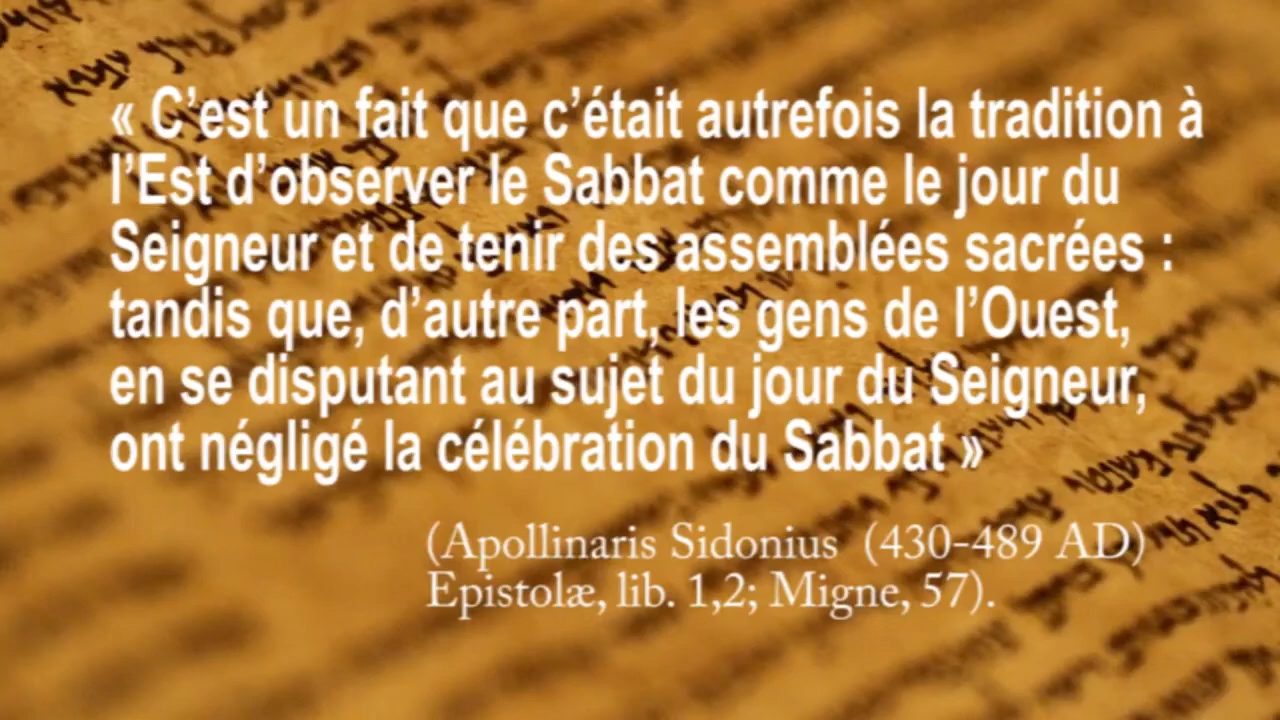 « C’est un fait que c’était autrefois la tradition à
l’Est d’observer le Sabbat comme le jour du
Seigneur et de tenir des assemblées sacrées :
tandis que, d’autre part, les gens de l’Ouest,
en se disputant au sujet du jour du Seigneur,
ont négligé la célébration du Sabbat »
(Apollinaris Sidonius (430-489 AD)
Epistolæ, lib. 1,2; Migne, 57).